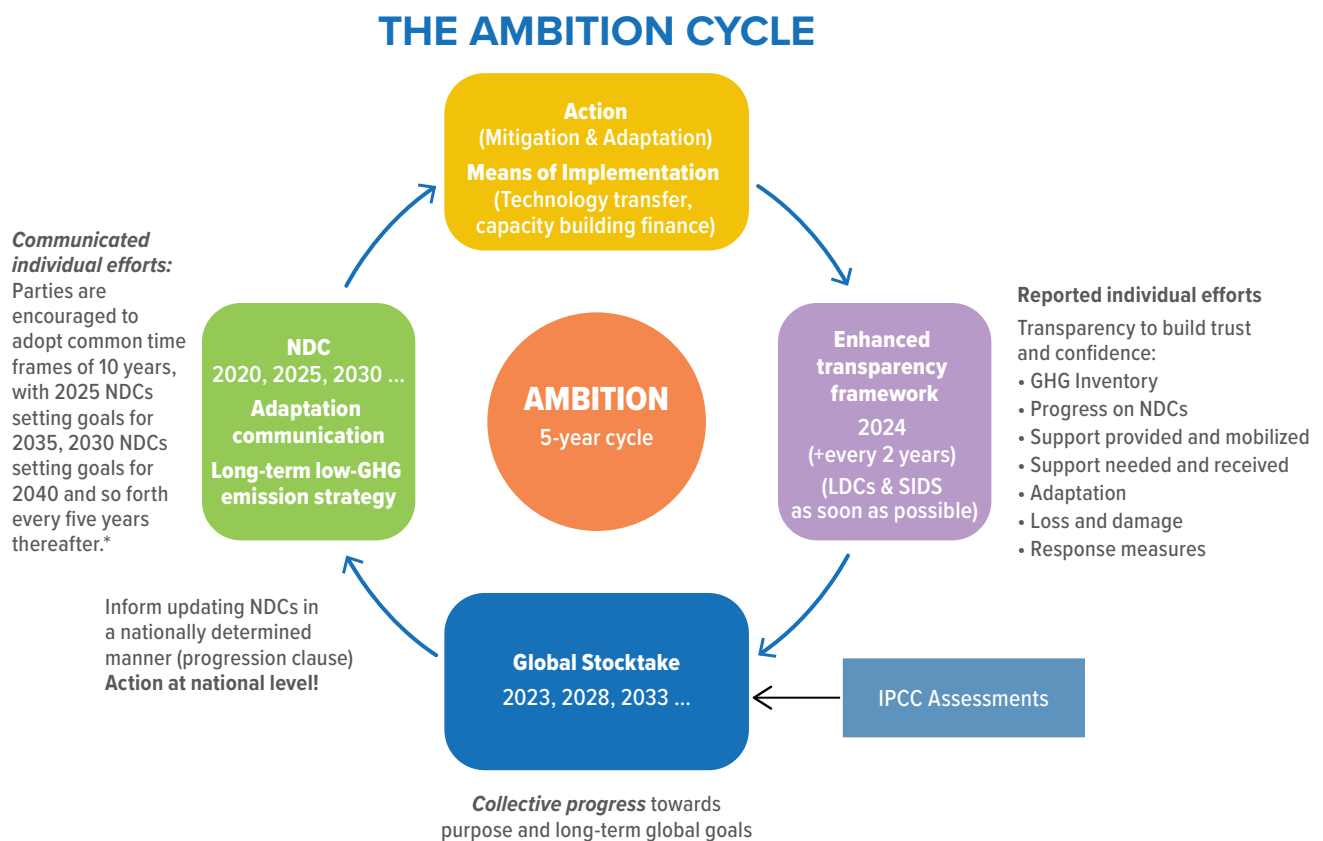 THE AMBITION CYCLE
Action
(Mitigation & Adaptation)
Means of Implementation
(Technology transfer,
capacity building finance)
Communicated
individual efforts:
Parties are
encouraged to
adopt common time
frames of 10 years,
with 2025 NDCs
setting goals for
2035, 2030 NDCs
setting goals for
2040 and so forth
every five years
thereafter.*
NDC
2020, 2025, 2030 ...
Adaptation
communication
Long-term low-GHG
emission strategy
AMBITION
5-year cycle
Enhanced
transparency
framework
2024
(+every 2 years)
(LDCs & SIDS
as soon as possible)
Reported individual efforts
Transparency to build trust
and confidence:
• GHG Inventory
• Progress on NDCs
• Support provided and mobilized
• Support needed and received
• Adaptation
• Loss and damage
• Response measures
Inform updating NDCs in
a nationally determined
manner (progression clause)
Action at national level!
Global Stocktake
2023, 2028, 2033 ...
IPCC Assessments
Collective progress towards
purpose and long-term global goals